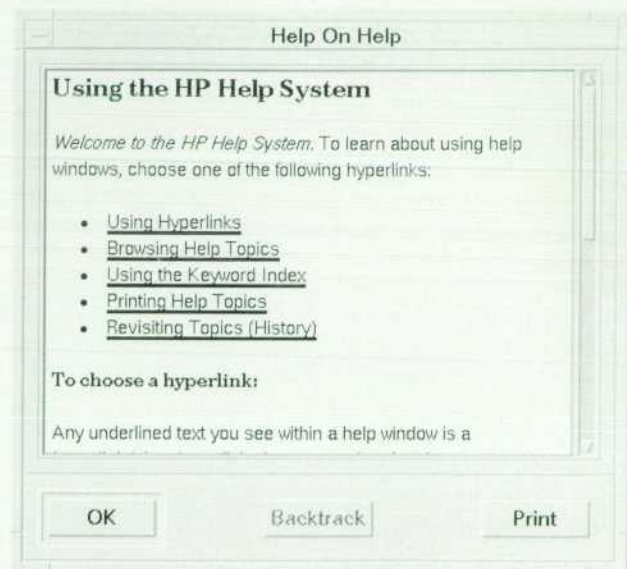 Help On Help
Using the HP Help System
Welcome to the HP Help System. To learn about using help
windows, choose one of the following hyperlinks:
• Using Hyperlinks
• Browsing Help Topics
• Using the Keyword Index
• Printing Help Topics
• Revisiting Topics (History)
To choose a hyperlink:
Any underlined text you see within a help window is a
OK
Backtrack
Print